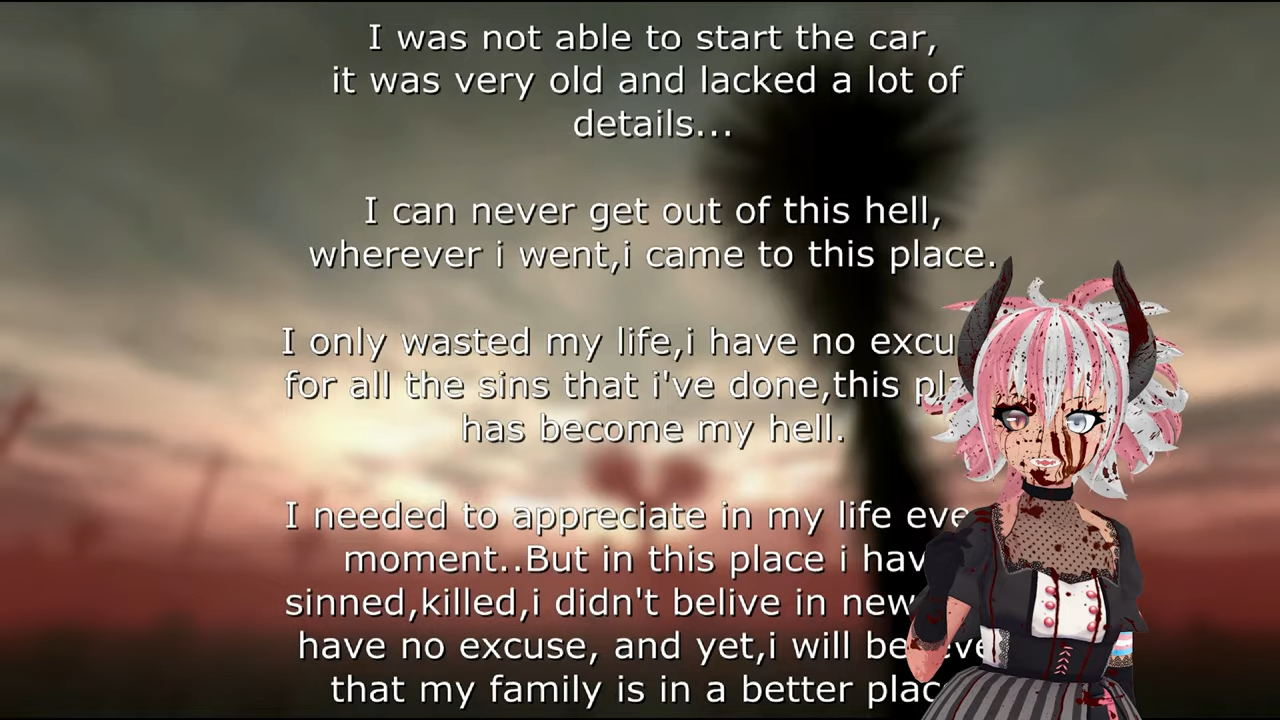 I was not able to start the car,
it was very old and lacked a lot of
details...
I can never get out of this hell,
wherever i went,i came to this place.
I only wasted my life,i have no
for all the sins that i've done,this
has become my hell.
I needed to appreciate in my life
moment..But in this place i
sinned,killed,i didn't belive in
have no excuse, and yet,i will
that my family is in a better